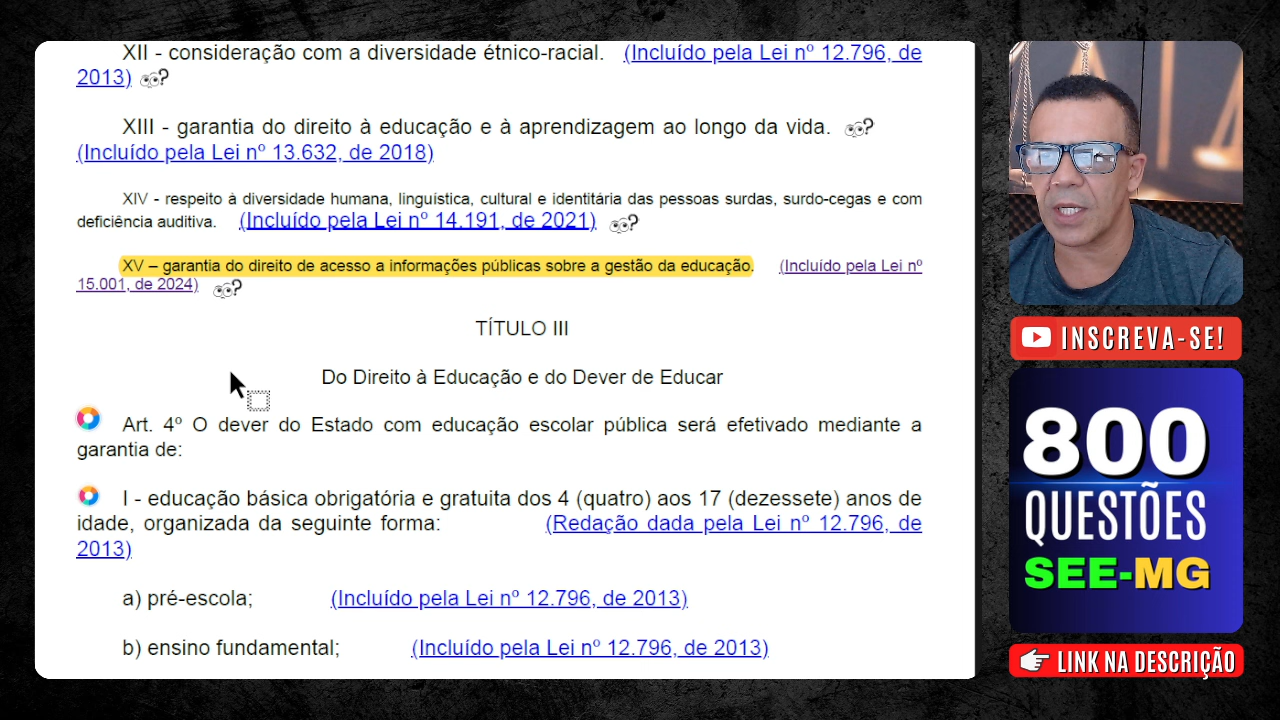 XII - consideração com a diversidade étnico-racial. (Incluído pela Lei nº 12.796, de
2013) ?
XIII - garantia do direito à educação e à aprendizagem ao longo da vida. ?
(Incluído pela Lei nº 13.632, de 2018)
XIV - respeito à diversidade humana, linguística, cultural e identitária das pessoas surdas, surdo-cegas e com
deficiência auditiva. (Incluído pela Lei nº 14.191, de 2021) ?
XV – garantia do direito de acesso a informações públicas sobre a gestão da educação. (Incluído pela Lei nº
15.001, de 2024) ?
TÍTULO III
Do Direito à Educação e do Dever de Educar
Art. 4º O dever do Estado com educação escolar pública será efetivado mediante a
garantia de:
I - educação básica obrigatória e gratuita dos 4 (quatro) aos 17 (dezessete) anos de
idade, organizada da seguinte forma: (Redação dada pela Lei nº 12.796, de
2013)
a) pré-escola; (Incluído pela Lei nº 12.796, de 2013)
b) ensino fundamental; (Incluído pela Lei nº 12.796, de 2013)
INSCREVA-SE!
800
QUESTÕES
SEE-MG
LINK NA DESCRIÇÃO